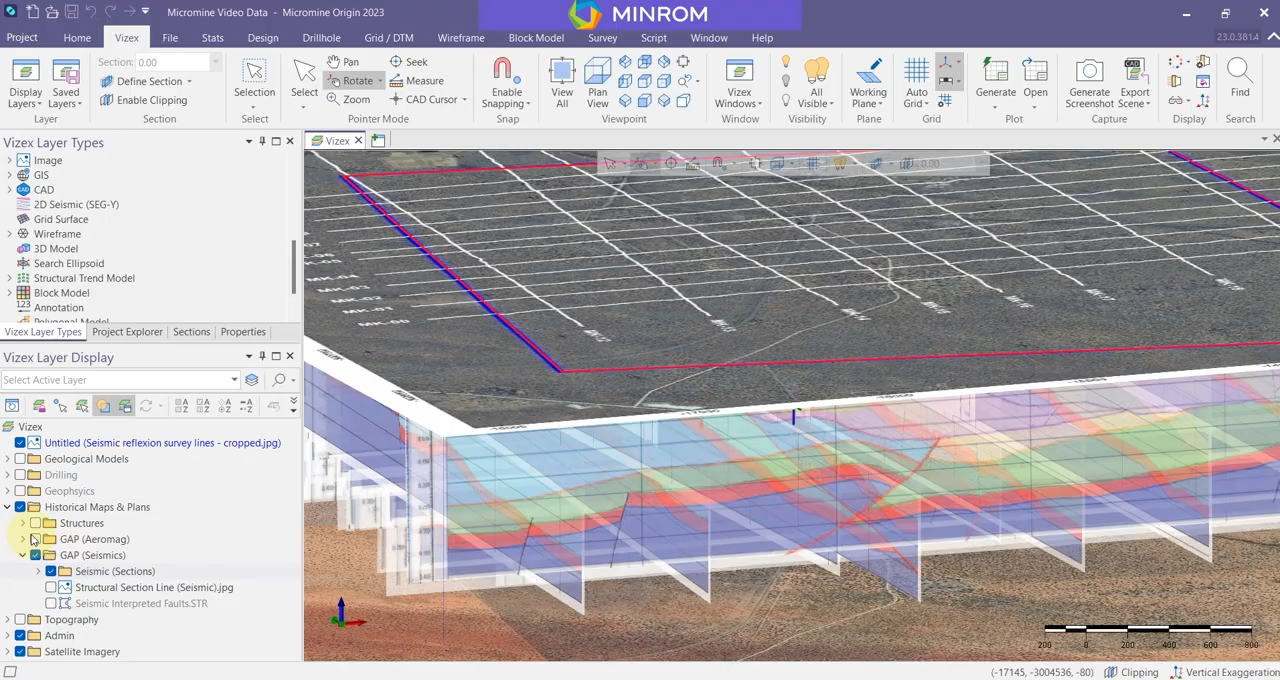 Micromine Video Data - Micromine Origin 2023
MINROM
Project Home Vizex File Stats Design Drillhole Grid / DTM Wireframe Block Model Survey Script Window Help
23.0.381.4
Section: 0.00
Define Section
Enable Clipping
Display Layers
Saved Layers
Selection
Select
Pan
Rotate
Zoom
Seek
Measure
CAD Cursor
Enable Snapping
View All
Plan View
Vizex Windows
All Visible
Working Plane
Auto Grid
Generate
Open
Generate Screenshot
Export Scene
Find
Layer Section Select Pointer Mode Snap Viewpoint Window Visibility Plane Grid Plot Capture Display Search
Vizex Layer Types
Vizex
0.00
Image
GIS
CAD
2D Seismic (SEG-Y)
Grid Surface
Wireframe
3D Model
Search Ellipsoid
Structural Trend Model
Block Model
123
Annotation
Vizex Layer Types Project Explorer Sections Properties
Vizex Layer Display
Select Active Layer
Vizex
Untitled (Seismic reflexion survey lines - cropped.jpg)
Geological Models
Drilling
Geophsyics
Historical Maps & Plans
Structures
GAP (Aeromag)
GAP (Seismics)
Seismic (Sections)
Structural Section Line (Seismic).jpg
Seismic Interpreted Faults.STR
Topography
Admin
Satellite Imagery
200 0 200 400 600 800
(-17145, -3004536, -80) Clipping Vertical Exaggeration